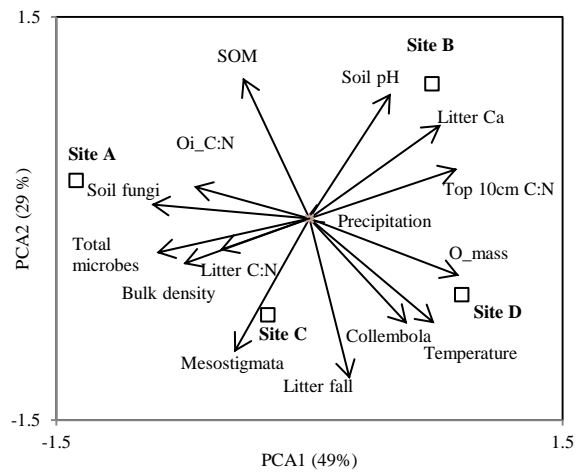 1.5
Site B
SOM
Soil pH
Litter Ca
Oi_C:N
Site A
Soil fungi
Top 10cm C:N
Precipitation
PCA2 (29 %)
Total
microbes
O_mass
Litter C:N
Bulk density
Site D
Site C
Collembola
Temperature
Mesostigmata
Litter fall
-1.5
-1.5
1.5
PCA1 (49%)